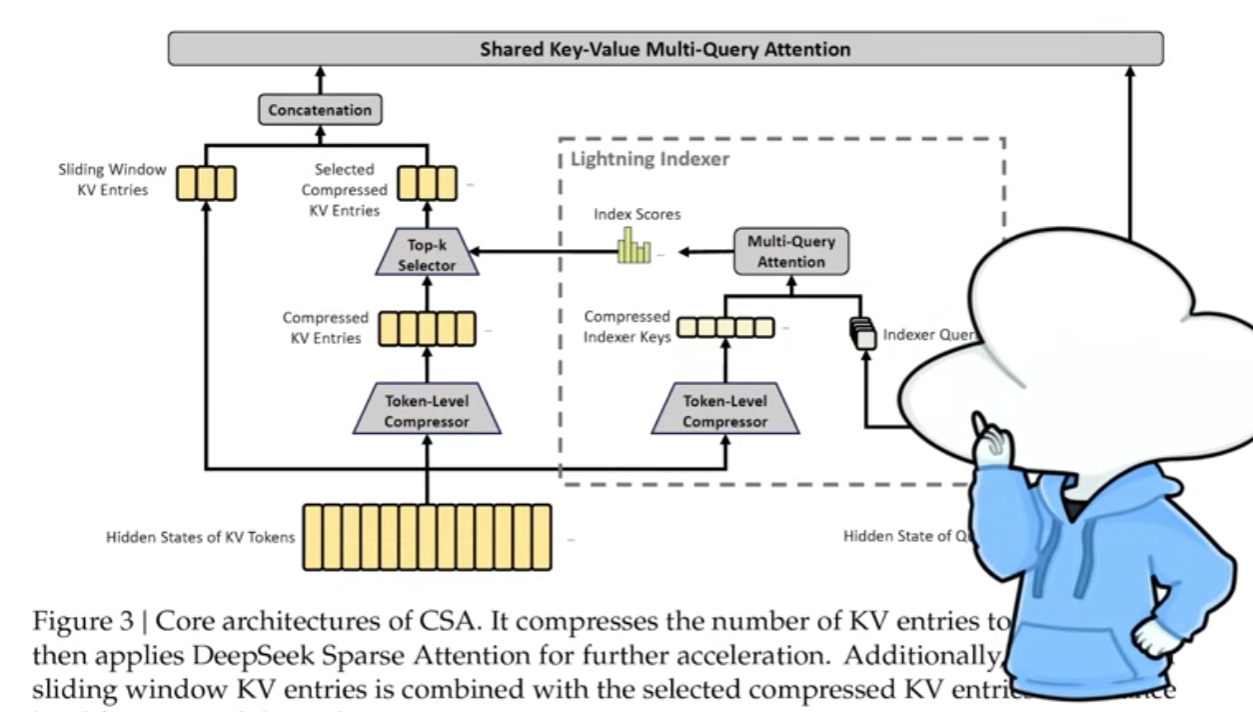 Shared Key-Value Multi-Query Attention
Concatenation
Sliding Window
KV Entries
Selected
Compressed
KV Entries
Lightning Indexer
Index Scores
Multi-Query
Attention
Top-k
Selector
Compressed
KV Entries
Compressed
Indexer Keys
Indexer
Token-Level
Compressor
Token-Level
Compressor
Hidden States of KV Tokens
Hidden State of
Figure 3 | Core architectures of CSA. It compresses the number of KV entries to
then applies DeepSeek Sparse Attention for further acceleration. Additionally,
sliding window KV entries is combined with the selected compressed KV